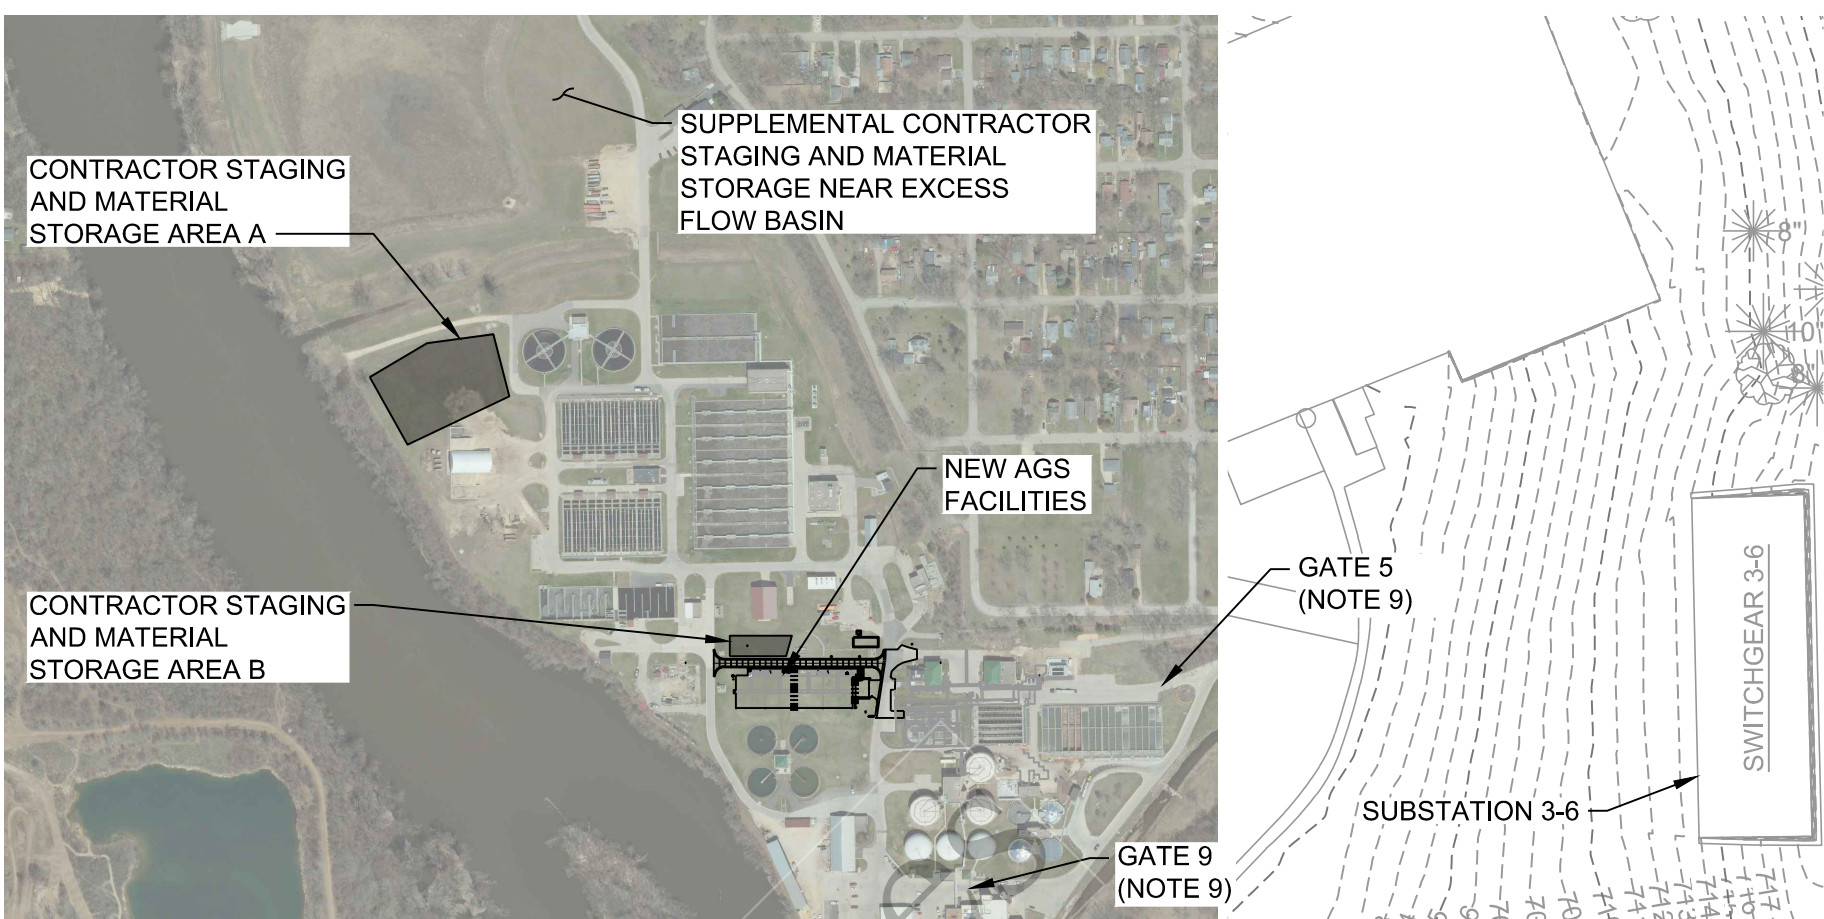 SUPPLEMENTAL CONTRACTOR
STAGING AND MATERIAL
STORAGE NEAR EXCESS
FLOW BASIN
CONTRACTOR STAGING
AND MATERIAL
STORAGE AREA A
NEW AGS
FACILITIES
CONTRACTOR STAGING
AND MATERIAL
STORAGE AREA B
GATE 5
(NOTE 9)
GATE 9
(NOTE 9)
8"
10"
8"
SWITCHGEAR 3-6
SUBSTATION 3-6
717